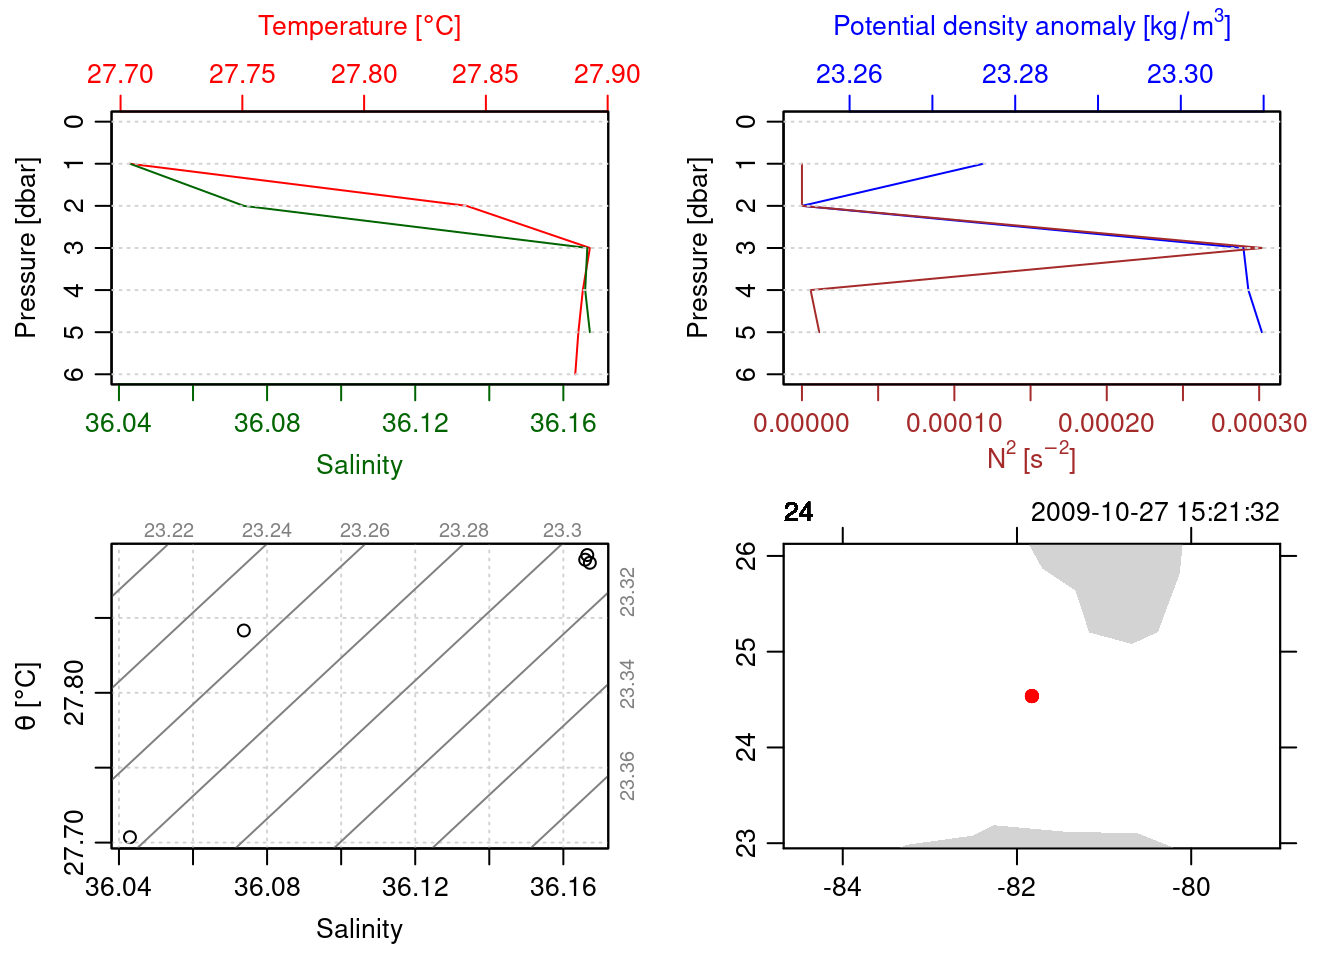 Temperature [°C]
27.70 27.75 27.80 27.85 27.90
Pressure [dbar]
0
1
2
3
4
5
6
36.04 36.08 36.12 36.16
Salinity
Potential density anomaly [kg/m³]
23.26 23.28 23.30
Pressure [dbar]
0
1
2
3
4
5
6
0.00000 0.00010 0.00020 0.00030
N² [s⁻²]
23.22 23.24 23.26 23.28 23.3
23.32
23.34
23.36
θ [°C]
27.80
27.70
36.04 36.08 36.12 36.16
Salinity
24 2009-10-27 15:21:32
26
25
24
23
-84 -82 -80